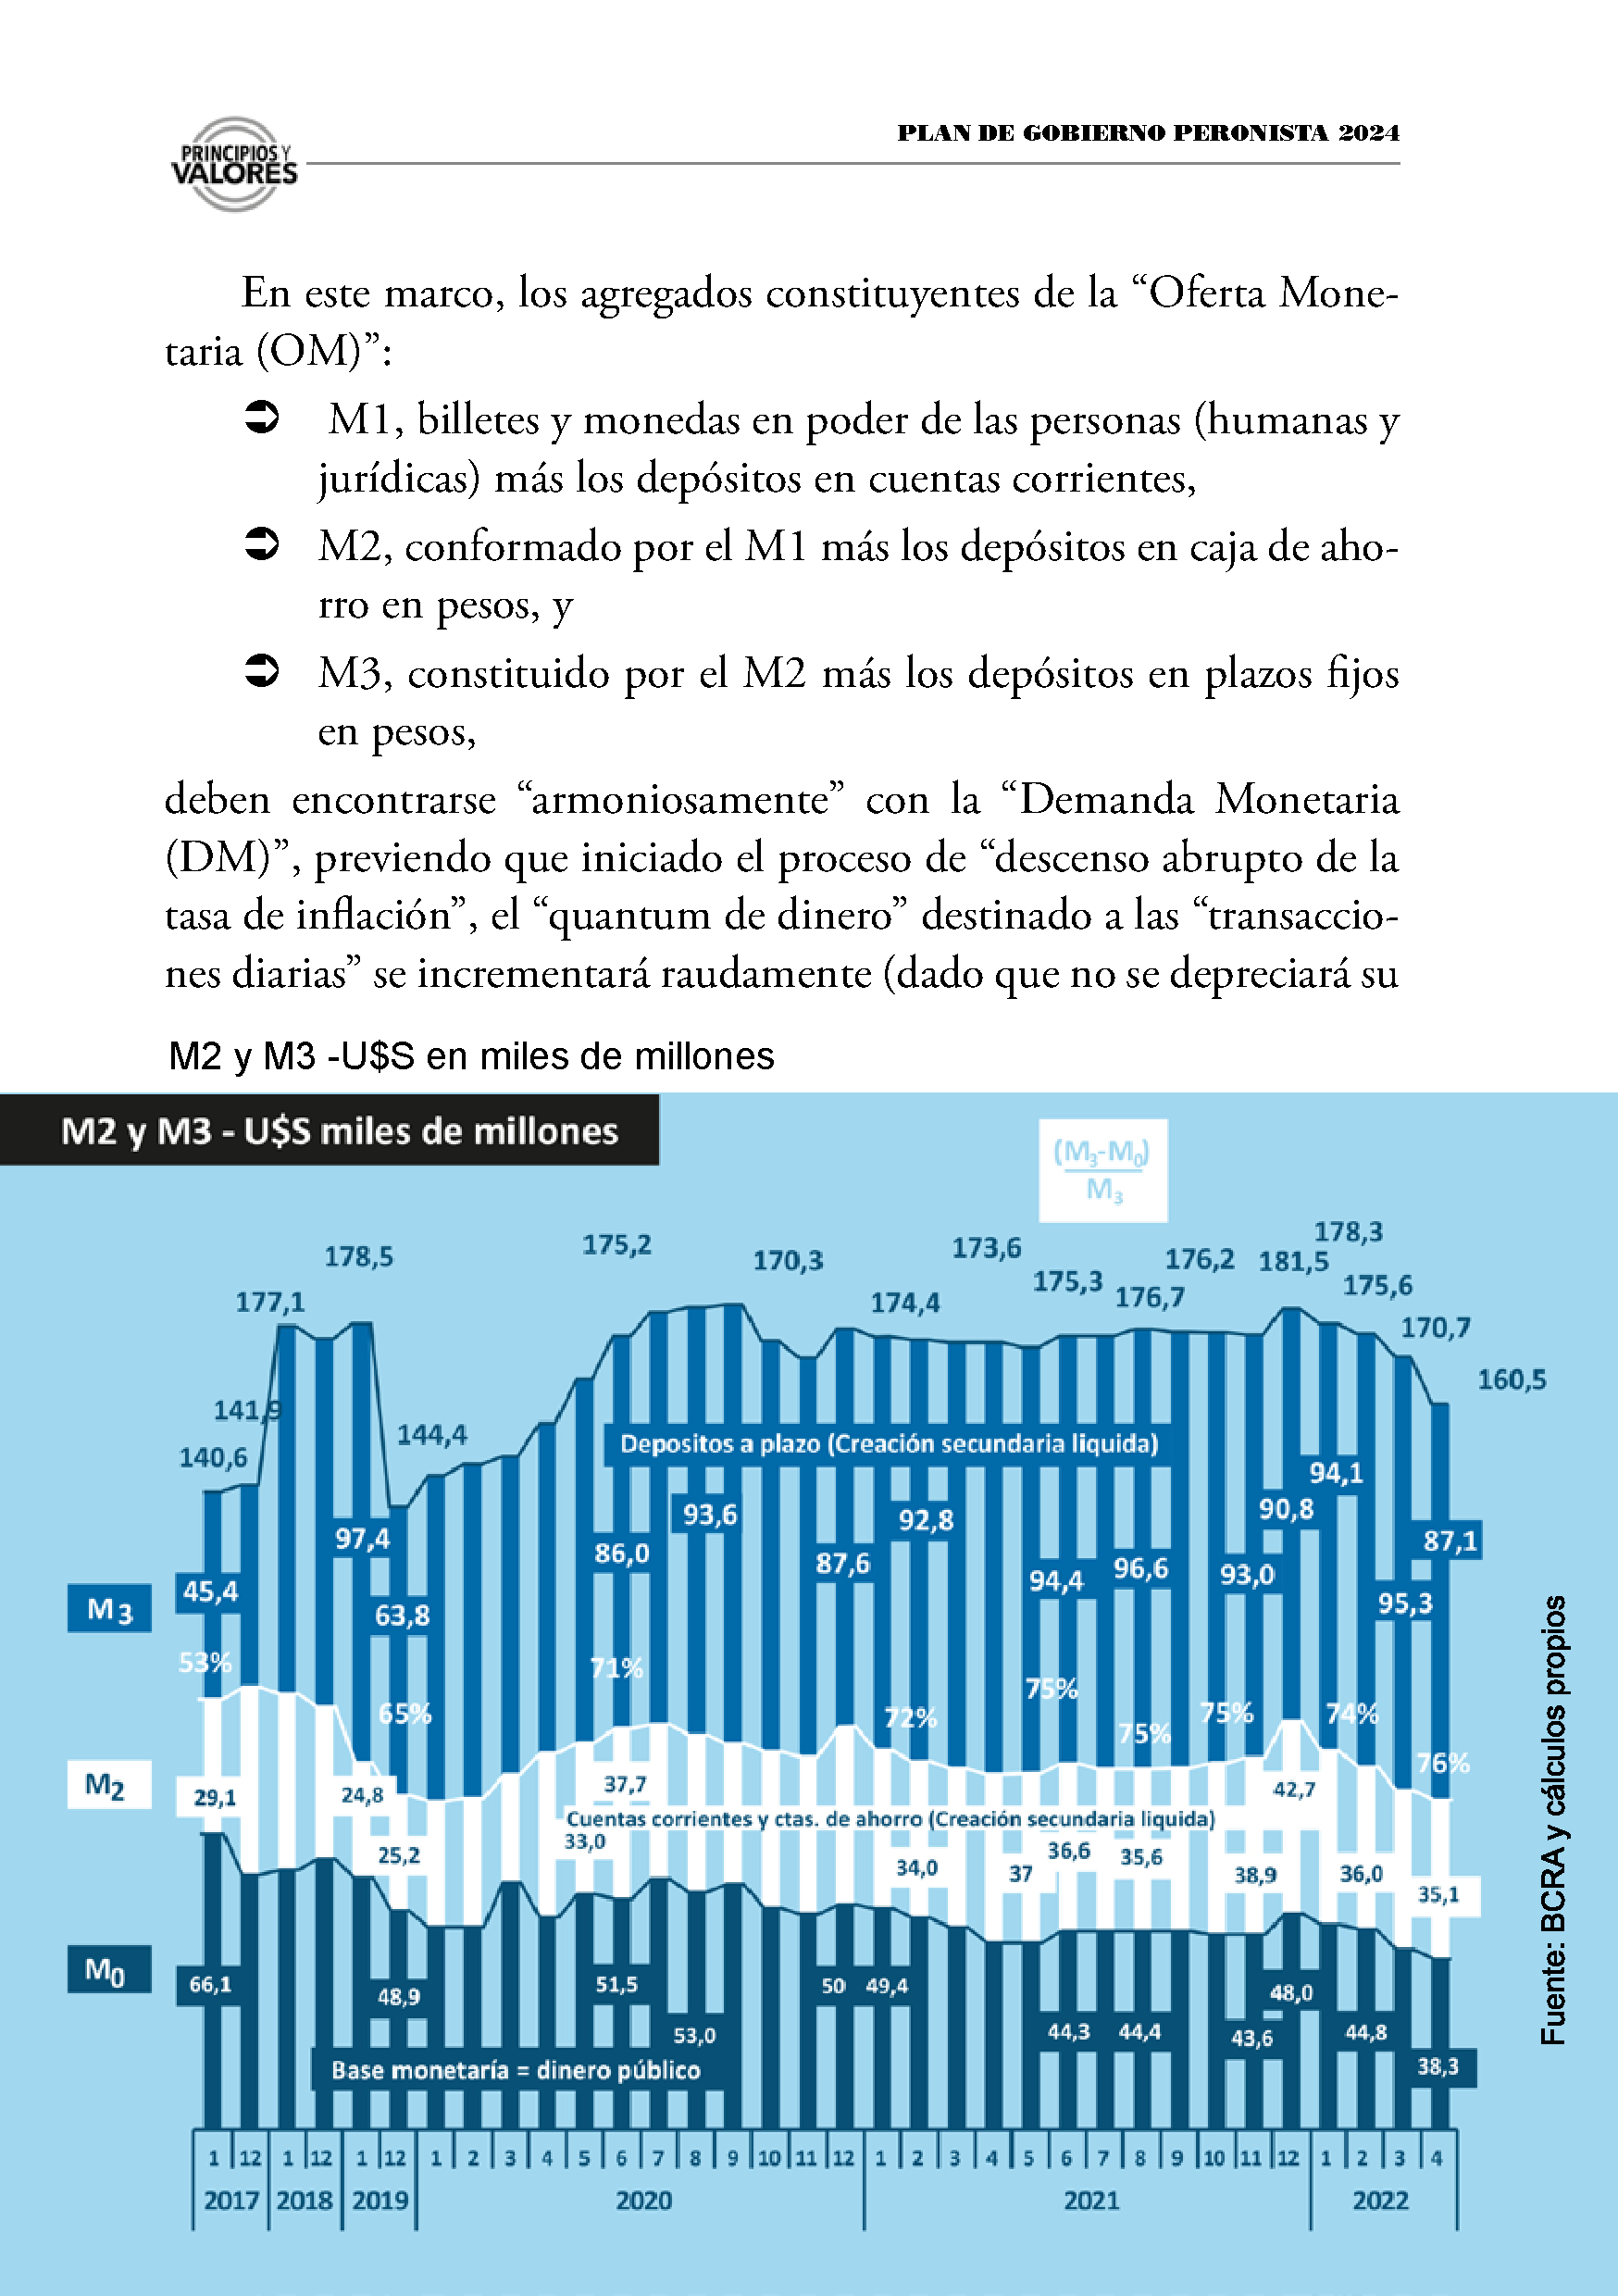 PRINCIPIOS Y
VALORES
PLAN DE GOBIERNO PERONISTA 2024
En este marco, los agregados constituyentes de la “Oferta Mone-
taria (OM)”:
➲ M1, billetes y monedas en poder de las personas (humanas y
jurídicas) más los depósitos en cuentas corrientes,
➲ M2, conformado por el M1 más los depósitos en caja de aho-
rro en pesos, y
➲ M3, constituido por el M2 más los depósitos en plazos fijos
en pesos,
deben encontrarse “armoniosamente” con la “Demanda Monetaria
(DM)”, previendo que iniciado el proceso de “descenso abrupto de la
tasa de inflación”, el “quantum de dinero” destinado a las “transaccio-
nes diarias” se incrementará raudamente (dado que no se depreciará su
M2 y M3 -U$S en miles de millones
M2 y M3 - U$S miles de millones
(M3-M0)
M3
140,6 141,9 177,1 178,5 144,4 175,2 170,3 174,4 173,6 175,3 176,7 176,2 181,5 178,3 175,6 170,7 160,5
Depositos a plazo (Creación secundaria liquida)
M3
45,4 97,4 63,8 86,0 93,6 87,6 92,8 94,4 96,6 93,0 90,8 94,1 95,3 87,1
53% 65% 71% 72% 75% 75% 75% 74% 76%
M2
29,1 24,8 25,2 33,0 37,7 34,0 37 36,6 35,6 38,9 42,7 36,0 35,1
Cuentas corrientes y ctas. de ahorro (Creación secundaria liquida)
M0
66,1 48,9 51,5 53,0 50 49,4 44,3 44,4 43,6 48,0 44,8 38,3
Base monetaría = dinero público
1 12 1 12 1 12 1 2 3 4 5 6 7 8 9 10 11 12 1 2 3 4 5 6 7 8 9 10 11 12 1 2 3 4
2017 2018 2019 2020 2021 2022
Fuente: BCRA y cálculos propios